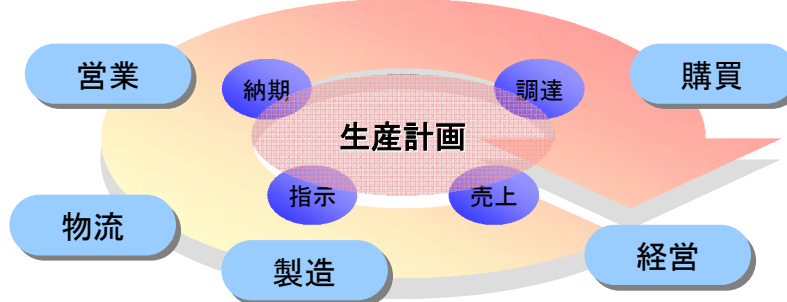 営業
購買
納期
調達
生産計画
指示
売上
物流
製造
経営